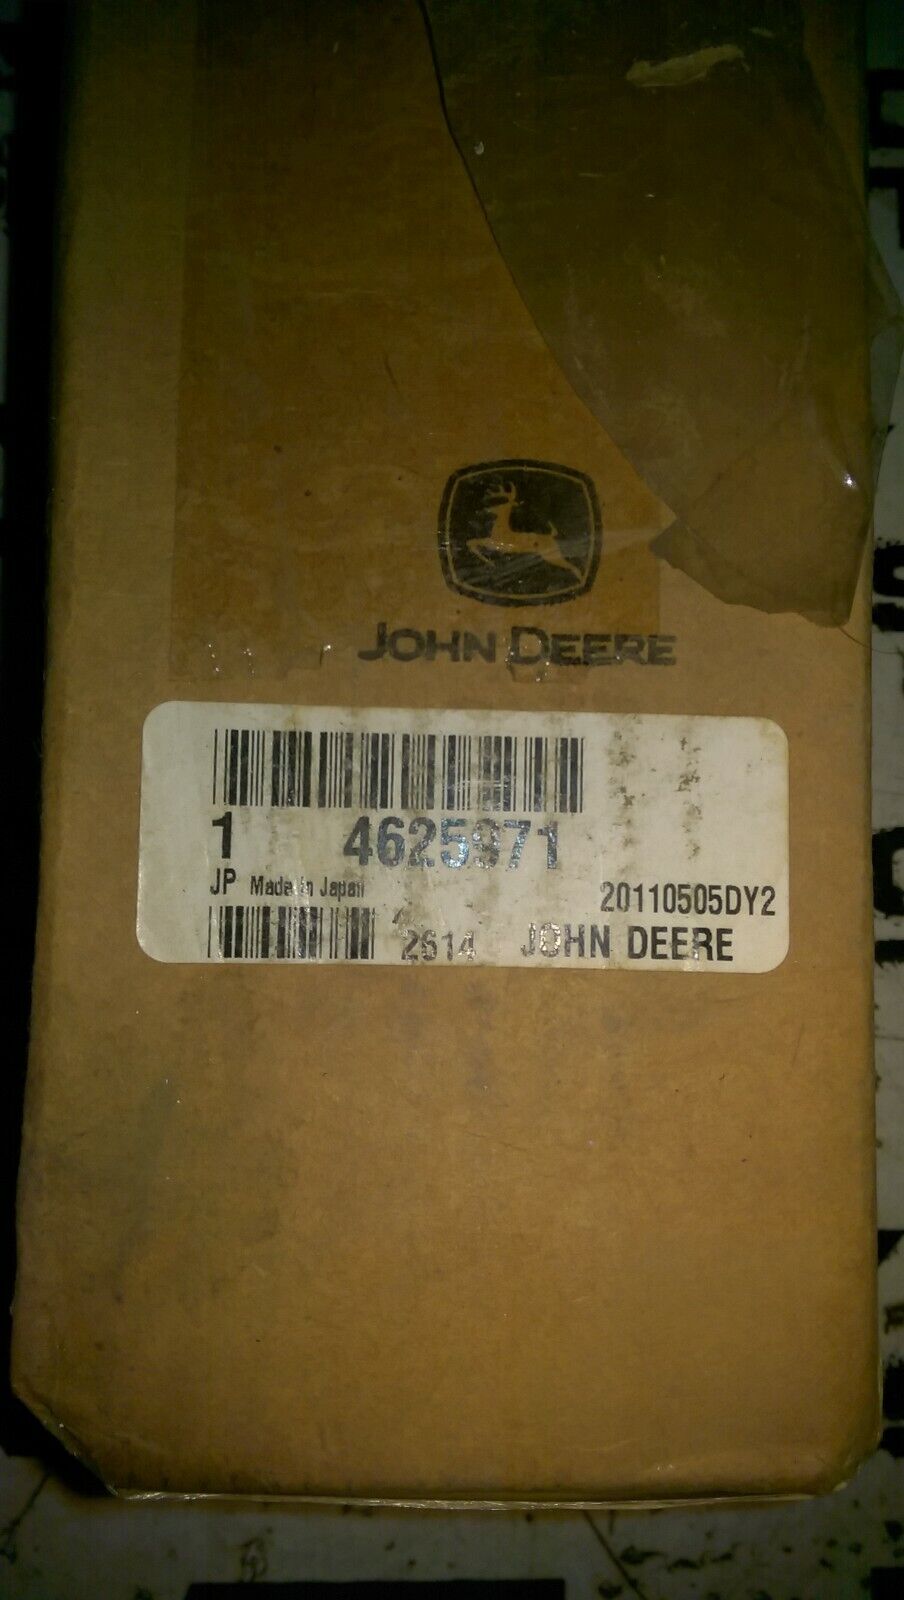 JOHN DEERE
1 4625971
JP Made in Japan
20110505DY2
2614 JOHN DEERE